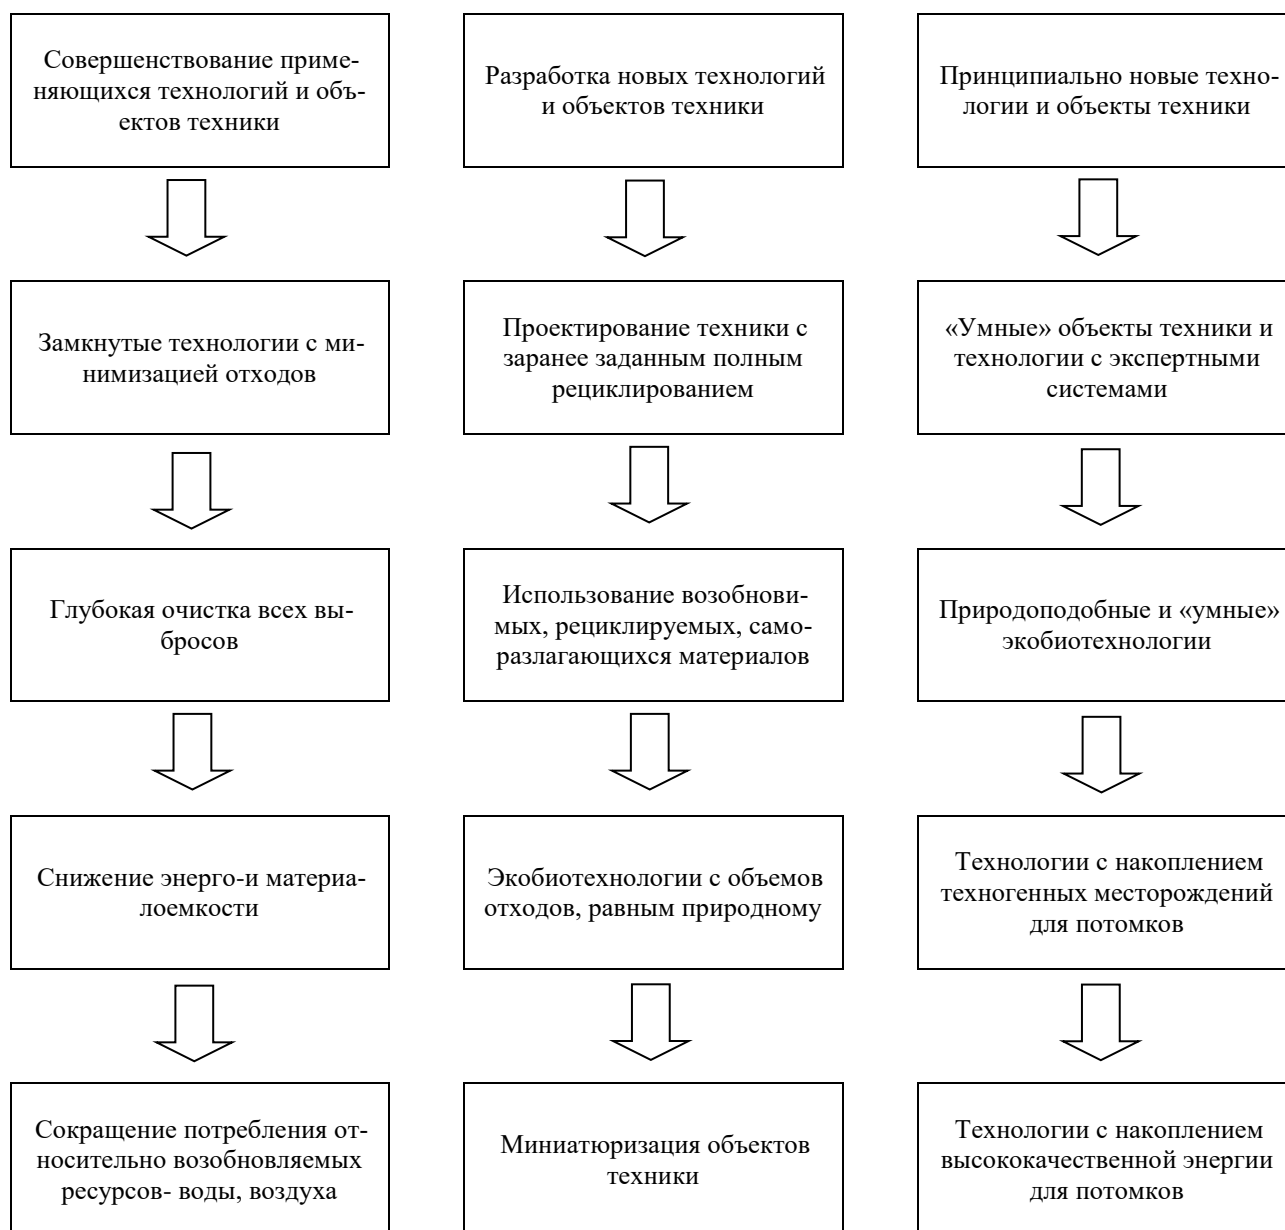 Совершенствование приме-
няющихся технологий и объ-
ектов техники
Разработка новых технологий
и объектов техники
Принципиально новые техно-
логии и объекты техники
Замкнутые технологии с ми-
нимизацией отходов
Проектирование техники с
заранее заданным полным
рециклированием
«Умные» объекты техники и
технологии с экспертными
системами
Глубокая очистка всех вы-
бросов
Использование возобнови-
мых, рециклируемых, само-
разлагающихся материалов
Природоподобные и «умные»
экобиотехнологии
Снижение энерго-и материа-
лоемкости
Экобиотехнологии с объемов
отходов, равным природному
Технологии с накоплением
техногенных месторождений
для потомков
Сокращение потребления от-
носительно возобновляемых
ресурсов- воды, воздуха
Миниатюризация объектов
техники
Технологии с накоплением
высококачественной энергии
для потомков